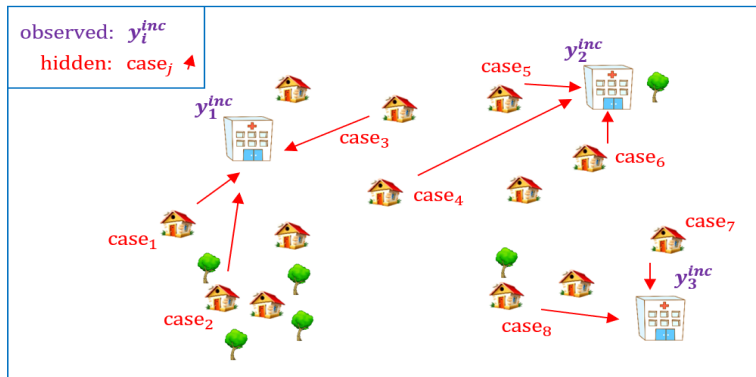 observed: y_i^{inc}
hidden: case_j
y_1^{inc}
case_3
case_1
case_2
case_5
y_2^{inc}
case_4
case_6
case_7
y_3^{inc}
case_8